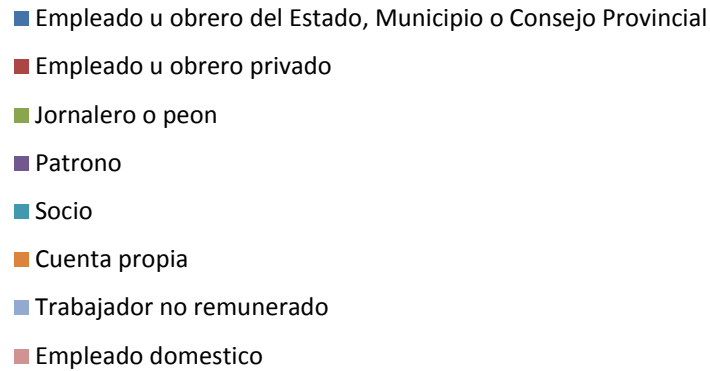 Empleado u obrero del Estado, Municipio o Consejo Provincial
Empleado u obrero privado
Jornalero o peon
Patrono
Socio
Cuenta propia
Trabajador no remunerado
Empleado domestico